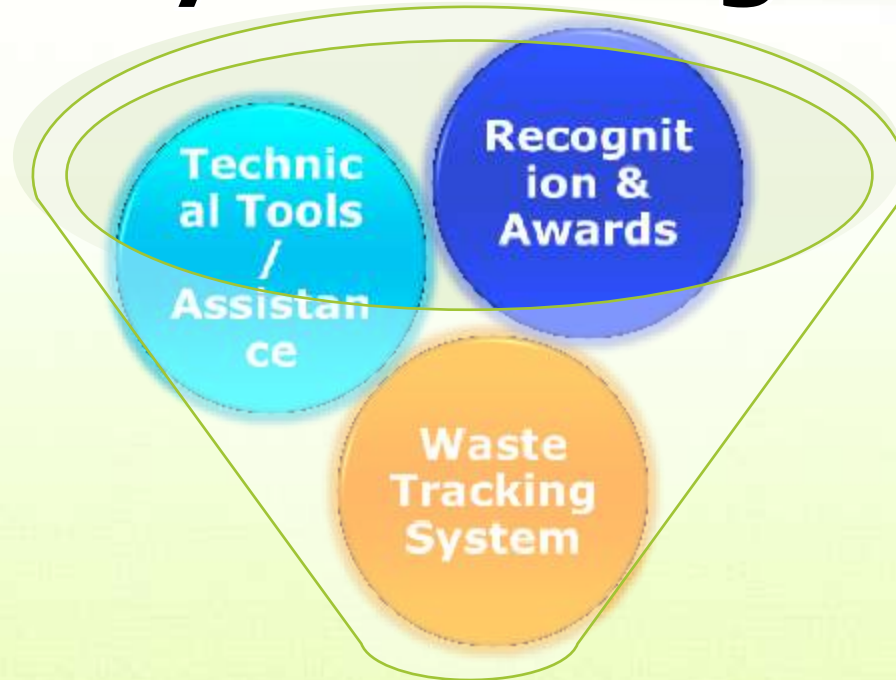 Technic
al Tools
/
Assistan
ce
Recognit
ion &
Awards
Waste
Tracking
System